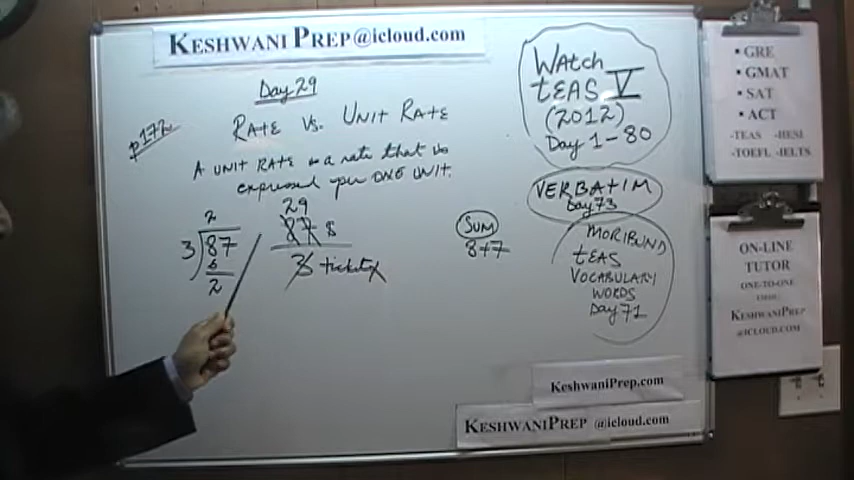 KESHWANIPREP@icloud.com
Day 29
p172
RATE VS. UNIT RATE
A UNIT RATE is a rate that is
expressed per ONE UNIT.
2
3 87
6
2
29
87 $
3 tickets
SUM
8+7
WAtch
tEAS V
(2012)
Day 1-80
VERBATIM
Day 73
MORIBUND
tEAS
VOCABULARY
WORDS
Day 71
▪ GRE
▪ GMAT
▪ SAT
▪ ACT
-TEAS -HESI
-TOEFL -IELTS
ON-LINE
TUTOR
ONE-TO-ONE
KESHWANIPREP
@ICLOUD.COM
KESHWANIPREP.com
KESHWANIPREP @icloud.com